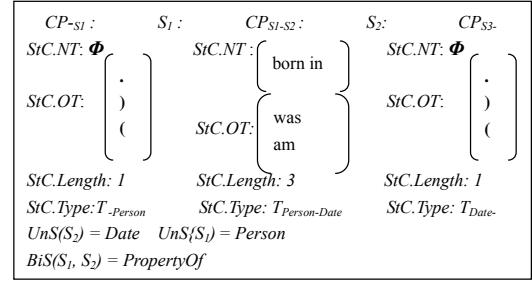 CP-S1 : S1 : CPS1-S2 : S2: CPS3-
StC.NT: Φ StC.NT : born in StC.NT: Φ
StC.OT: . ) ( StC.OT: was am StC.OT: . ) (
StC.Length: 1 StC.Length: 3 StC.Length: 1
StC.Type:T-Person StC.Type: TPerson-Date StC.Type: TDate-
UnS(S2) = Date UnS{S1) = Person
BiS(S1, S2) = PropertyOf